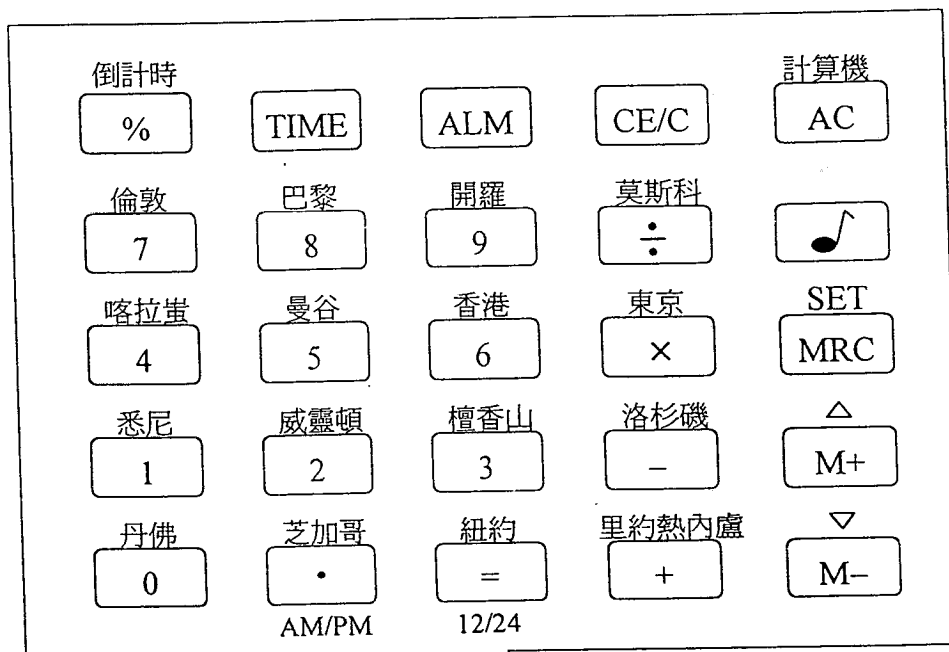 倒計時 計算機
% TIME ALM CE/C AC
倫敦 巴黎 開羅 莫斯科
7 8 9 ÷ ♪
喀拉蚩 曼谷 香港 東京 SET
4 5 6 × MRC
悉尼 威靈頓 檀香山 洛杉磯 △
1 2 3 – M+
丹佛 芝加哥 紐約 里約熱內盧 ▽
0 • = + M–
AM/PM 12/24